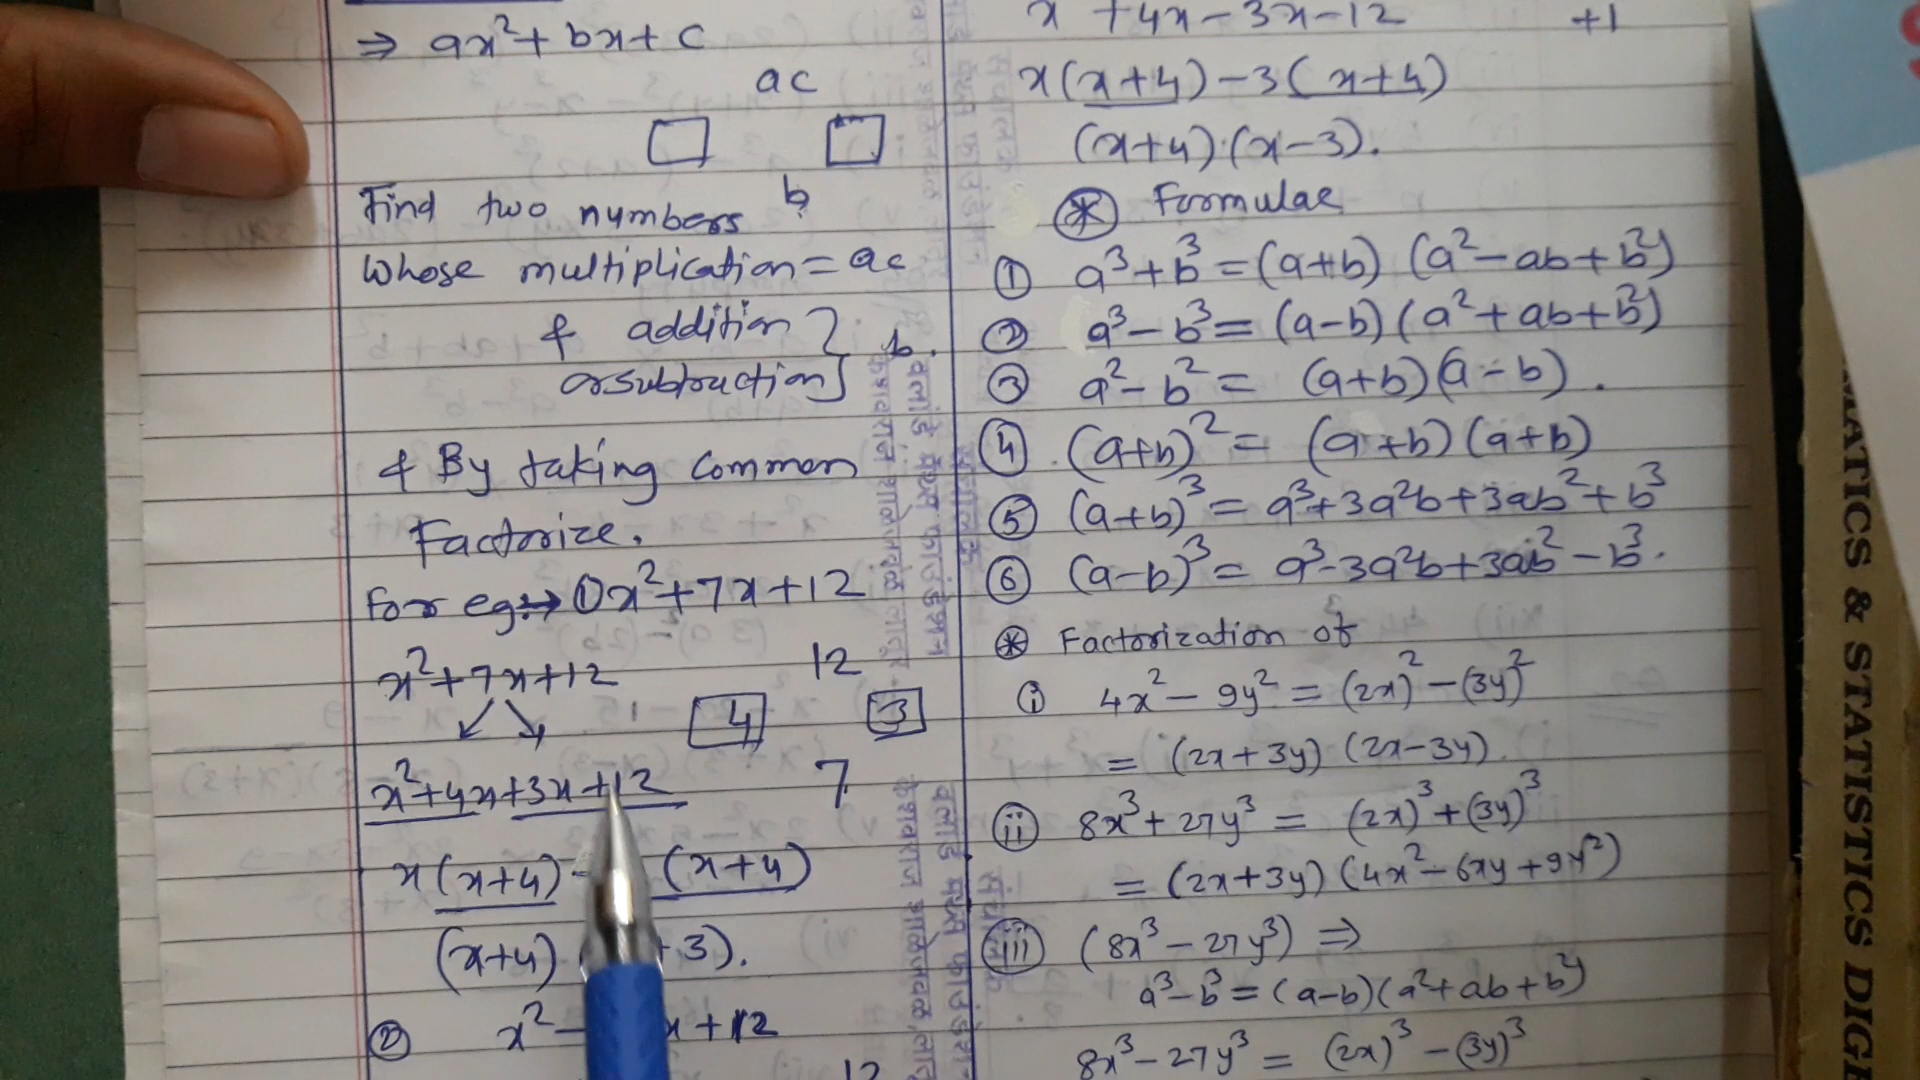 ⇒ ax²+bx+c
ac
Find two numbers b
whose multiplication = ac
& addition } b.
or subtraction }
& By taking common
Factorize.
For eg:→ ① x²+7x+12
x²+7x+12 12
4 3
x²+4x+3x+12 7
x(x+4) (x+4)
(x+4) +3).
② x²- x+12
12
x +4x-3x-12 +1
x(x+4)-3(x+4)
(x+4)·(x-3).
* Formulae
① a³+b³=(a+b) (a²-ab+b²)
② a³-b³=(a-b)(a²+ab+b²)
③ a²-b²= (a+b)(a-b).
④ (a+b)²= (a+b)(a+b)
⑤ (a+b)³= a³+3a²b+3ab²+b³
⑥ (a-b)³= a³-3a²b+3ab²-b³.
* Factorization of
ⓘ 4x²-9y²=(2x)²-(3y)²
= (2x+3y) (2x-3y).
ⓘⓘ 8x³+27y³= (2x)³+(3y)³
= (2x+3y) (4x²-6xy+9y²)
ⓘⓘⓘ (8x³-27y³) ⇒
a³-b³=(a-b)(a²+ab+b²)
8x³-27y³= (2x)³-(3y)³
MATICS & STATISTICS DIGE